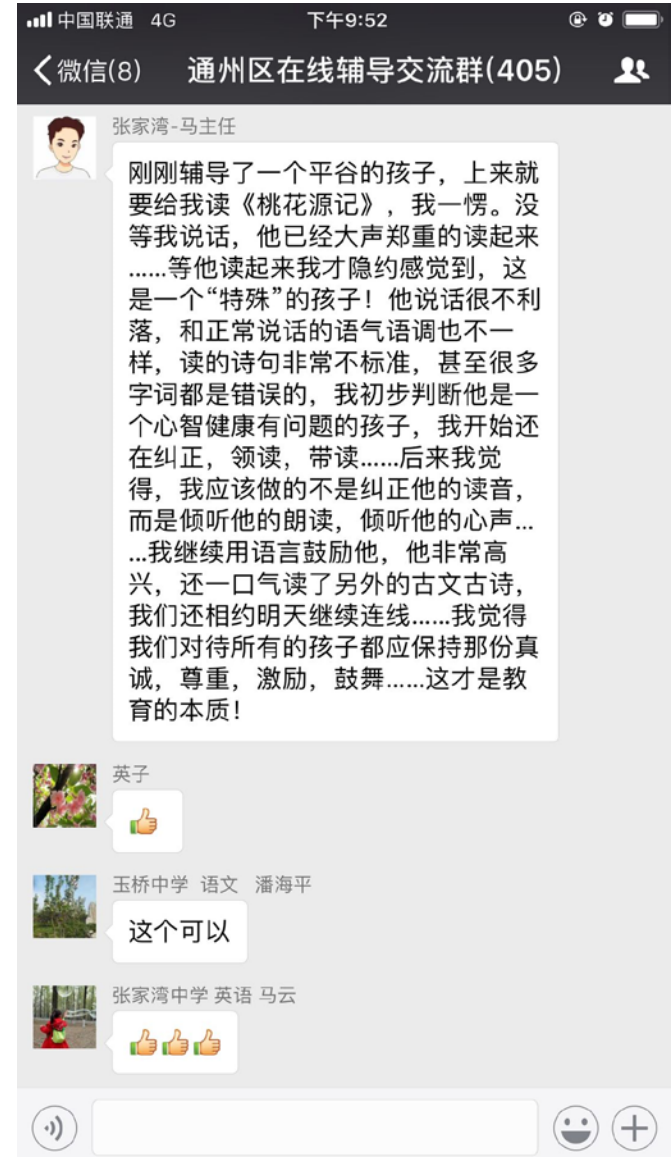 中国联通 4G 下午9:52
微信(8) 通州区在线辅导交流群(405)
张家湾-马主任
刚刚辅导了一个平谷的孩子，上来就
要给我读《桃花源记》，我一愣。没
等我说话，他已经大声郑重的读起来
......等他读起来我才隐约感觉到，这
是一个“特殊”的孩子！他说话很不利
落，和正常说话的语气语调也不一
样，读的诗句非常不标准，甚至很多
字词都是错误的，我初步判断他是一
个心智健康有问题的孩子，我开始还
在纠正，领读，带读......后来我觉
得，我应该做的不是纠正他的读音，
而是倾听他的朗读，倾听他的心声...
...我继续用语言鼓励他，他非常高
兴，还一口气读了另外的古文古诗，
我们还相约明天继续连线......我觉得
我们对待所有的孩子都应保持那份真
诚，尊重，激励，鼓舞......这才是教
育的本质！
英子
玉桥中学 语文 潘海平
这个可以
张家湾中学 英语 马云